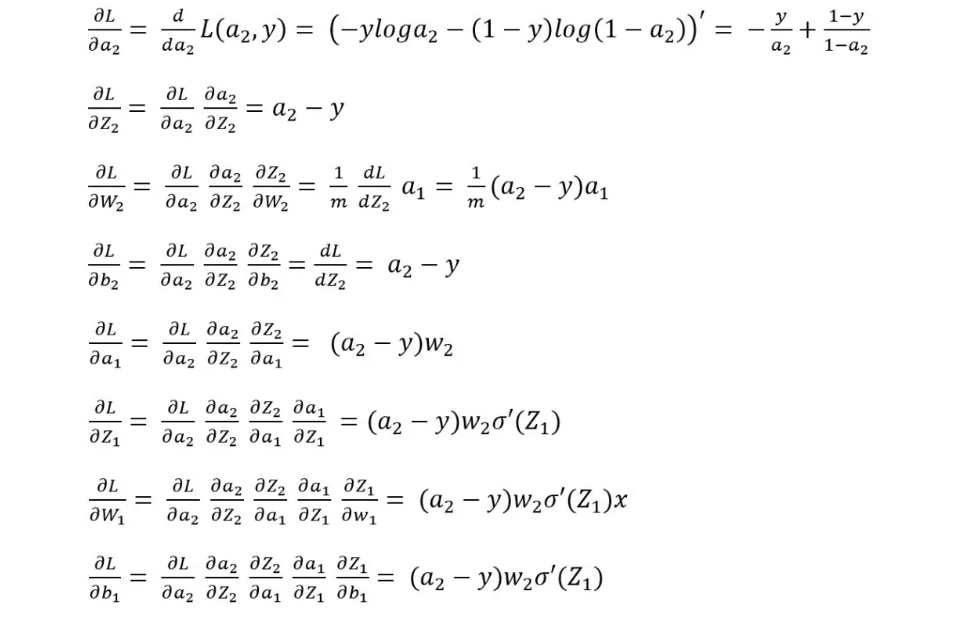 ∂L/∂a₂ = d/da₂ L(a₂, y) = (−yloga₂ − (1 − y)log(1 − a₂))′ = − y/a₂ + 1−y/1−a₂
∂L/∂Z₂ = ∂L/∂a₂ ∂a₂/∂Z₂ = a₂ − y
∂L/∂W₂ = ∂L/∂a₂ ∂a₂/∂Z₂ ∂Z₂/∂W₂ = 1/m dL/dZ₂ a₁ = 1/m (a₂ − y)a₁
∂L/∂b₂ = ∂L/∂a₂ ∂a₂/∂Z₂ ∂Z₂/∂b₂ = dL/dZ₂ = a₂ − y
∂L/∂a₁ = ∂L/∂a₂ ∂a₂/∂Z₂ ∂Z₂/∂a₁ = (a₂ − y)w₂
∂L/∂Z₁ = ∂L/∂a₂ ∂a₂/∂Z₂ ∂Z₂/∂a₁ ∂a₁/∂Z₁ = (a₂ − y)w₂σ′(Z₁)
∂L/∂W₁ = ∂L/∂a₂ ∂a₂/∂Z₂ ∂Z₂/∂a₁ ∂a₁/∂Z₁ ∂Z₁/∂w₁ = (a₂ − y)w₂σ′(Z₁)x
∂L/∂b₁ = ∂L/∂a₂ ∂a₂/∂Z₂ ∂Z₂/∂a₁ ∂a₁/∂Z₁ ∂Z₁/∂b₁ = (a₂ − y)w₂σ′(Z₁)